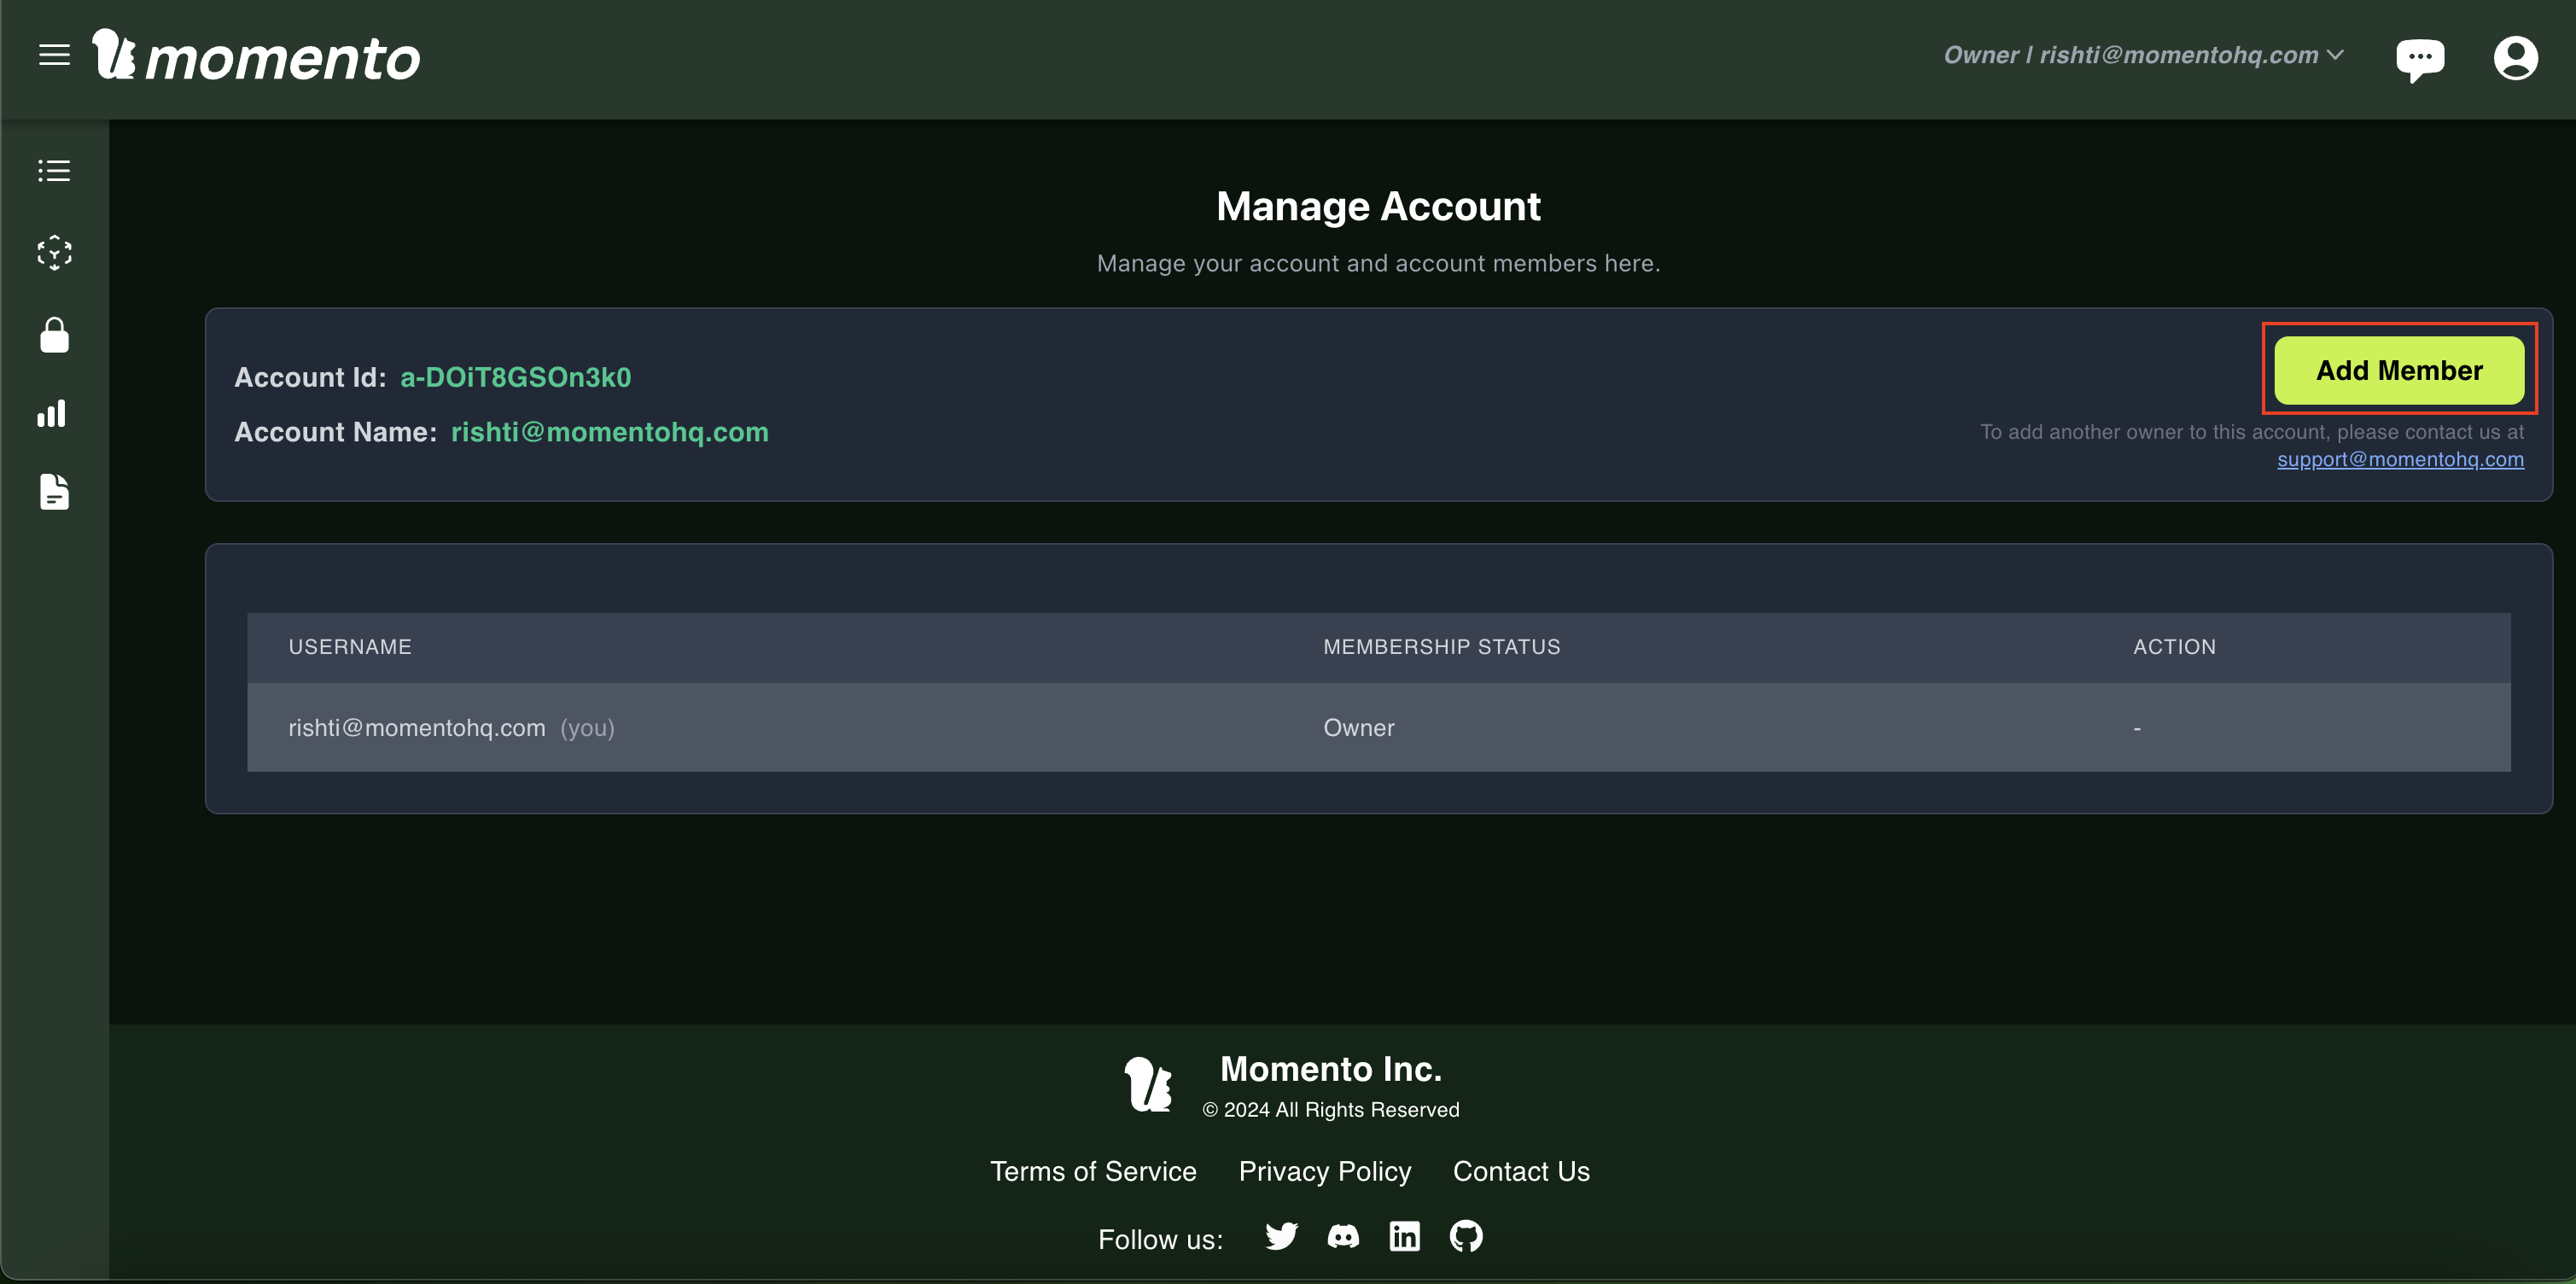 momento
Owner | rishti@momentohq.com
Manage Account
Manage your account and account members here.
Account Id: a-DOiT8GSOn3k0
Account Name: rishti@momentohq.com
Add Member
To add another owner to this account, please contact us at
support@momentohq.com
USERNAME MEMBERSHIP STATUS ACTION
rishti@momentohq.com (you) Owner -
Momento Inc.
© 2024 All Rights Reserved
Terms of Service Privacy Policy Contact Us
Follow us: